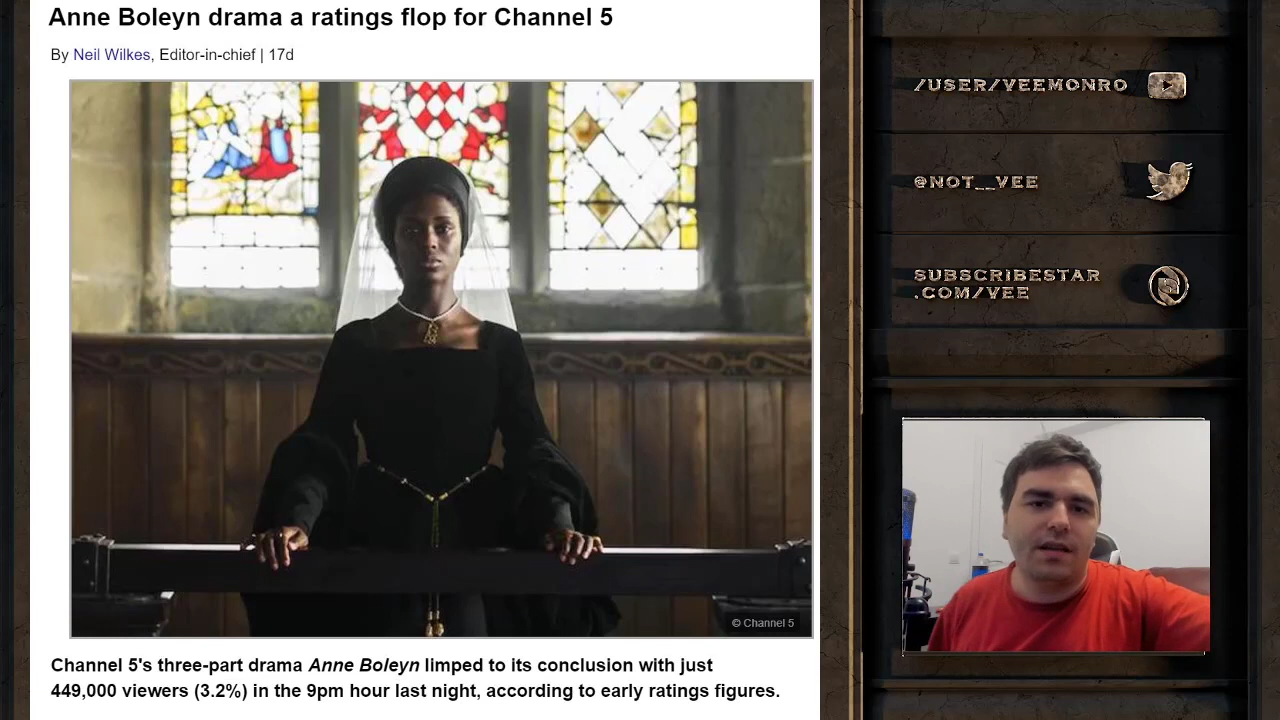 Anne Boleyn drama a ratings flop for Channel 5
By Neil Wilkes, Editor-in-chief | 17d
© Channel 5
Channel 5's three-part drama Anne Boleyn limped to its conclusion with just
449,000 viewers (3.2%) in the 9pm hour last night, according to early ratings figures.
/USER/VEEMONRO
@NOT__VEE
SUBSCRIBESTAR
.COM/VEE